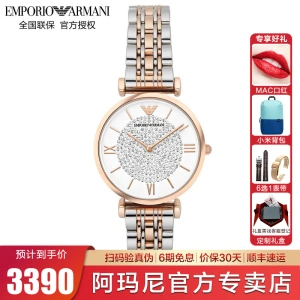 EMPORIO ARMANI
全国联保 官方授权
专享好礼
MAC口红
小米背包
6选1表带
定制礼盒
EMPORIO ARMANI
预计到手价
扫码验真伪 6期免息 价保30天 顺丰速运
3390
阿玛尼官方专卖店